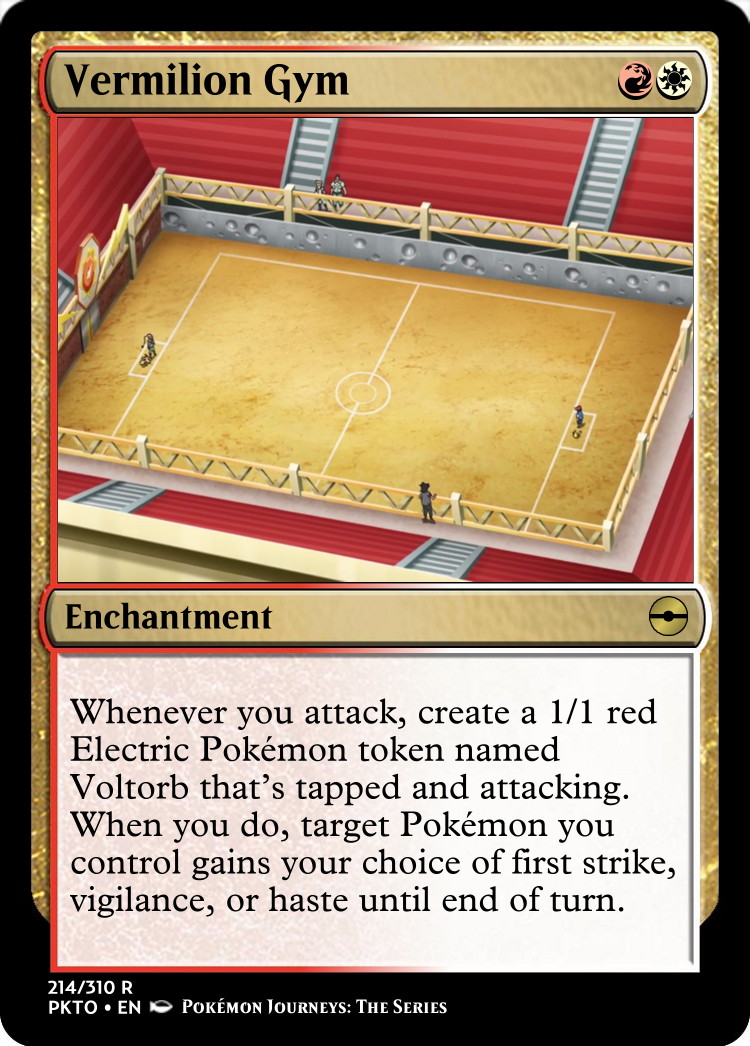 Vermilion Gym
Enchantment
Whenever you attack, create a 1/1 red
Electric Pokémon token named
Voltorb that’s tapped and attacking.
When you do, target Pokémon you
control gains your choice of first strike,
vigilance, or haste until end of turn.
214/310 R
PKTO • EN Pokémon Journeys: The Series